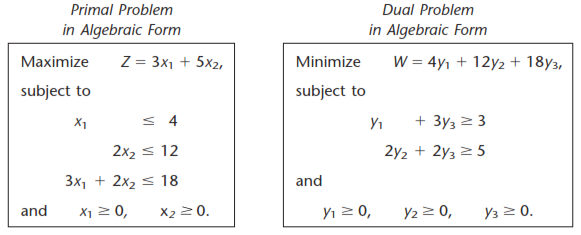 Primal Problem
in Algebraic Form
Maximize Z = 3x₁ + 5x₂,
subject to
x₁ ≤ 4
2x₂ ≤ 12
3x₁ + 2x₂ ≤ 18
and x₁ ≥ 0, x₂ ≥ 0.
Dual Problem
in Algebraic Form
Minimize W = 4y₁ + 12y₂ + 18y₃,
subject to
y₁ + 3y₃ ≥ 3
2y₂ + 2y₃ ≥ 5
and
y₁ ≥ 0, y₂ ≥ 0, y₃ ≥ 0.